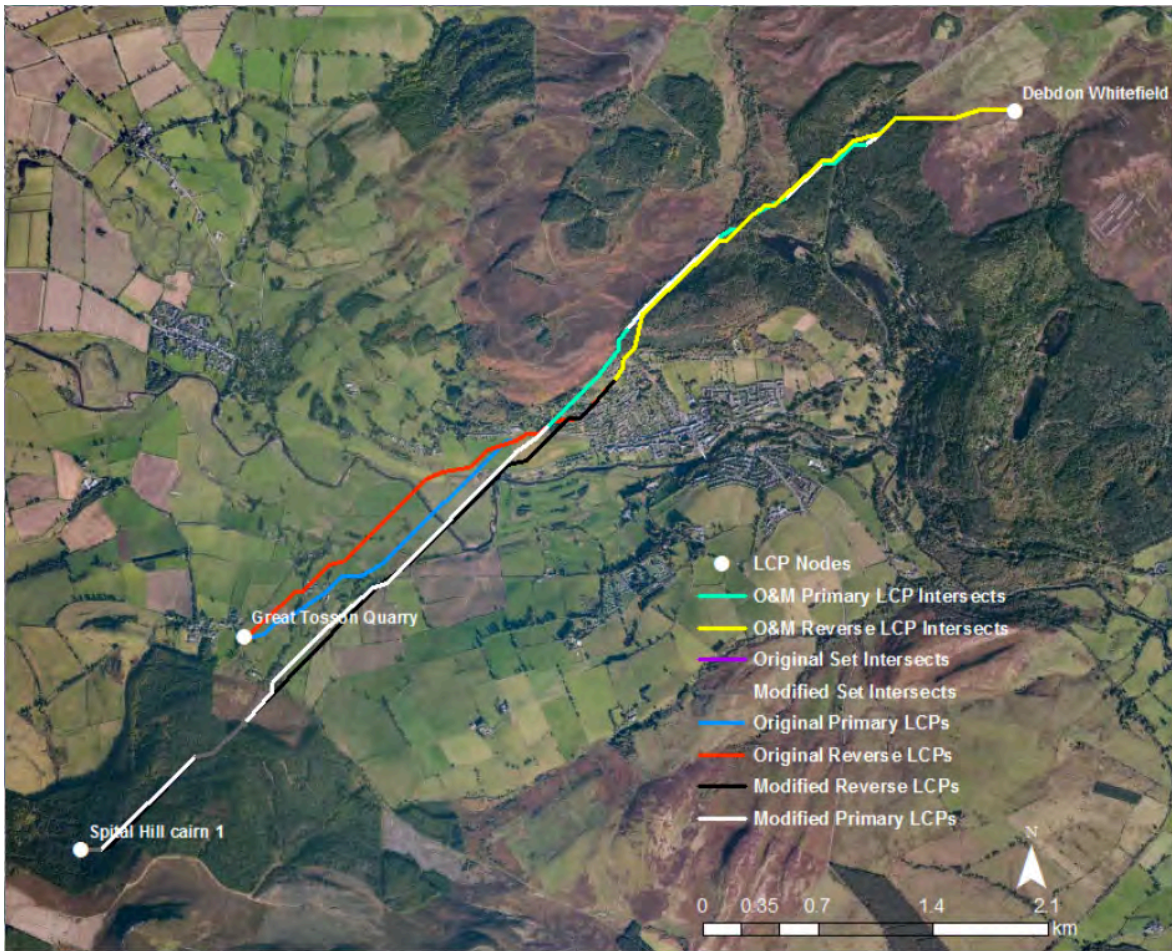 Debdon Whitefield
Great Tosson Quarry
Spital Hill cairn 1
LCP Nodes
O&M Primary LCP Intersects
O&M Reverse LCP Intersects
Original Set Intersects
Modified Set Intersects
Original Primary LCPs
Original Reverse LCPs
Modified Reverse LCPs
Modified Primary LCPs
N
0 0.35 0.7 1.4 2.1
km